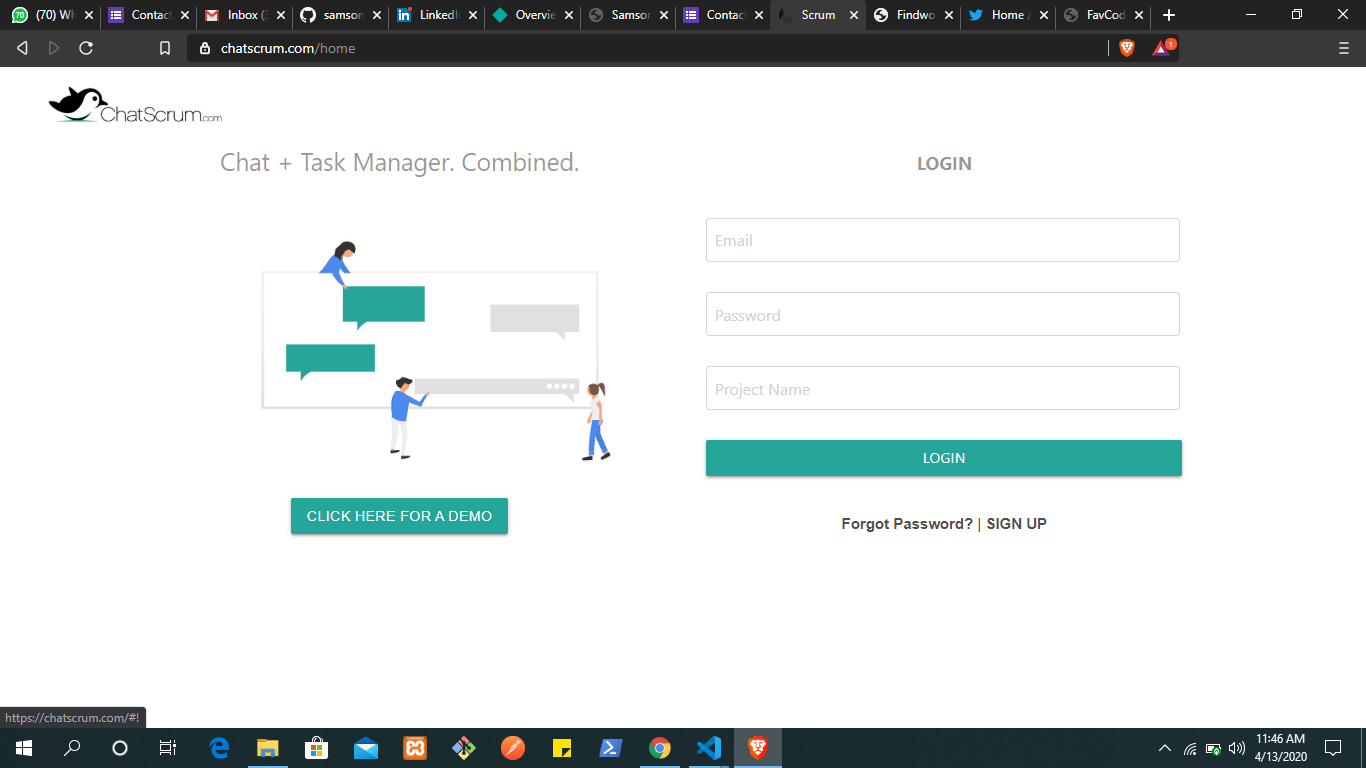 (70) Wh
Contact
Inbox (
samson
LinkedIn
Overvie
Samson
Contact
Scrum
Findwo
Home /
FavCod
chatscrum.com/home
1
ChatScrum.com
Chat + Task Manager. Combined.
LOGIN
Email
Password
Project Name
LOGIN
CLICK HERE FOR A DEMO
Forgot Password? | SIGN UP
https://chatscrum.com/#!
11:46 AM
4/13/2020